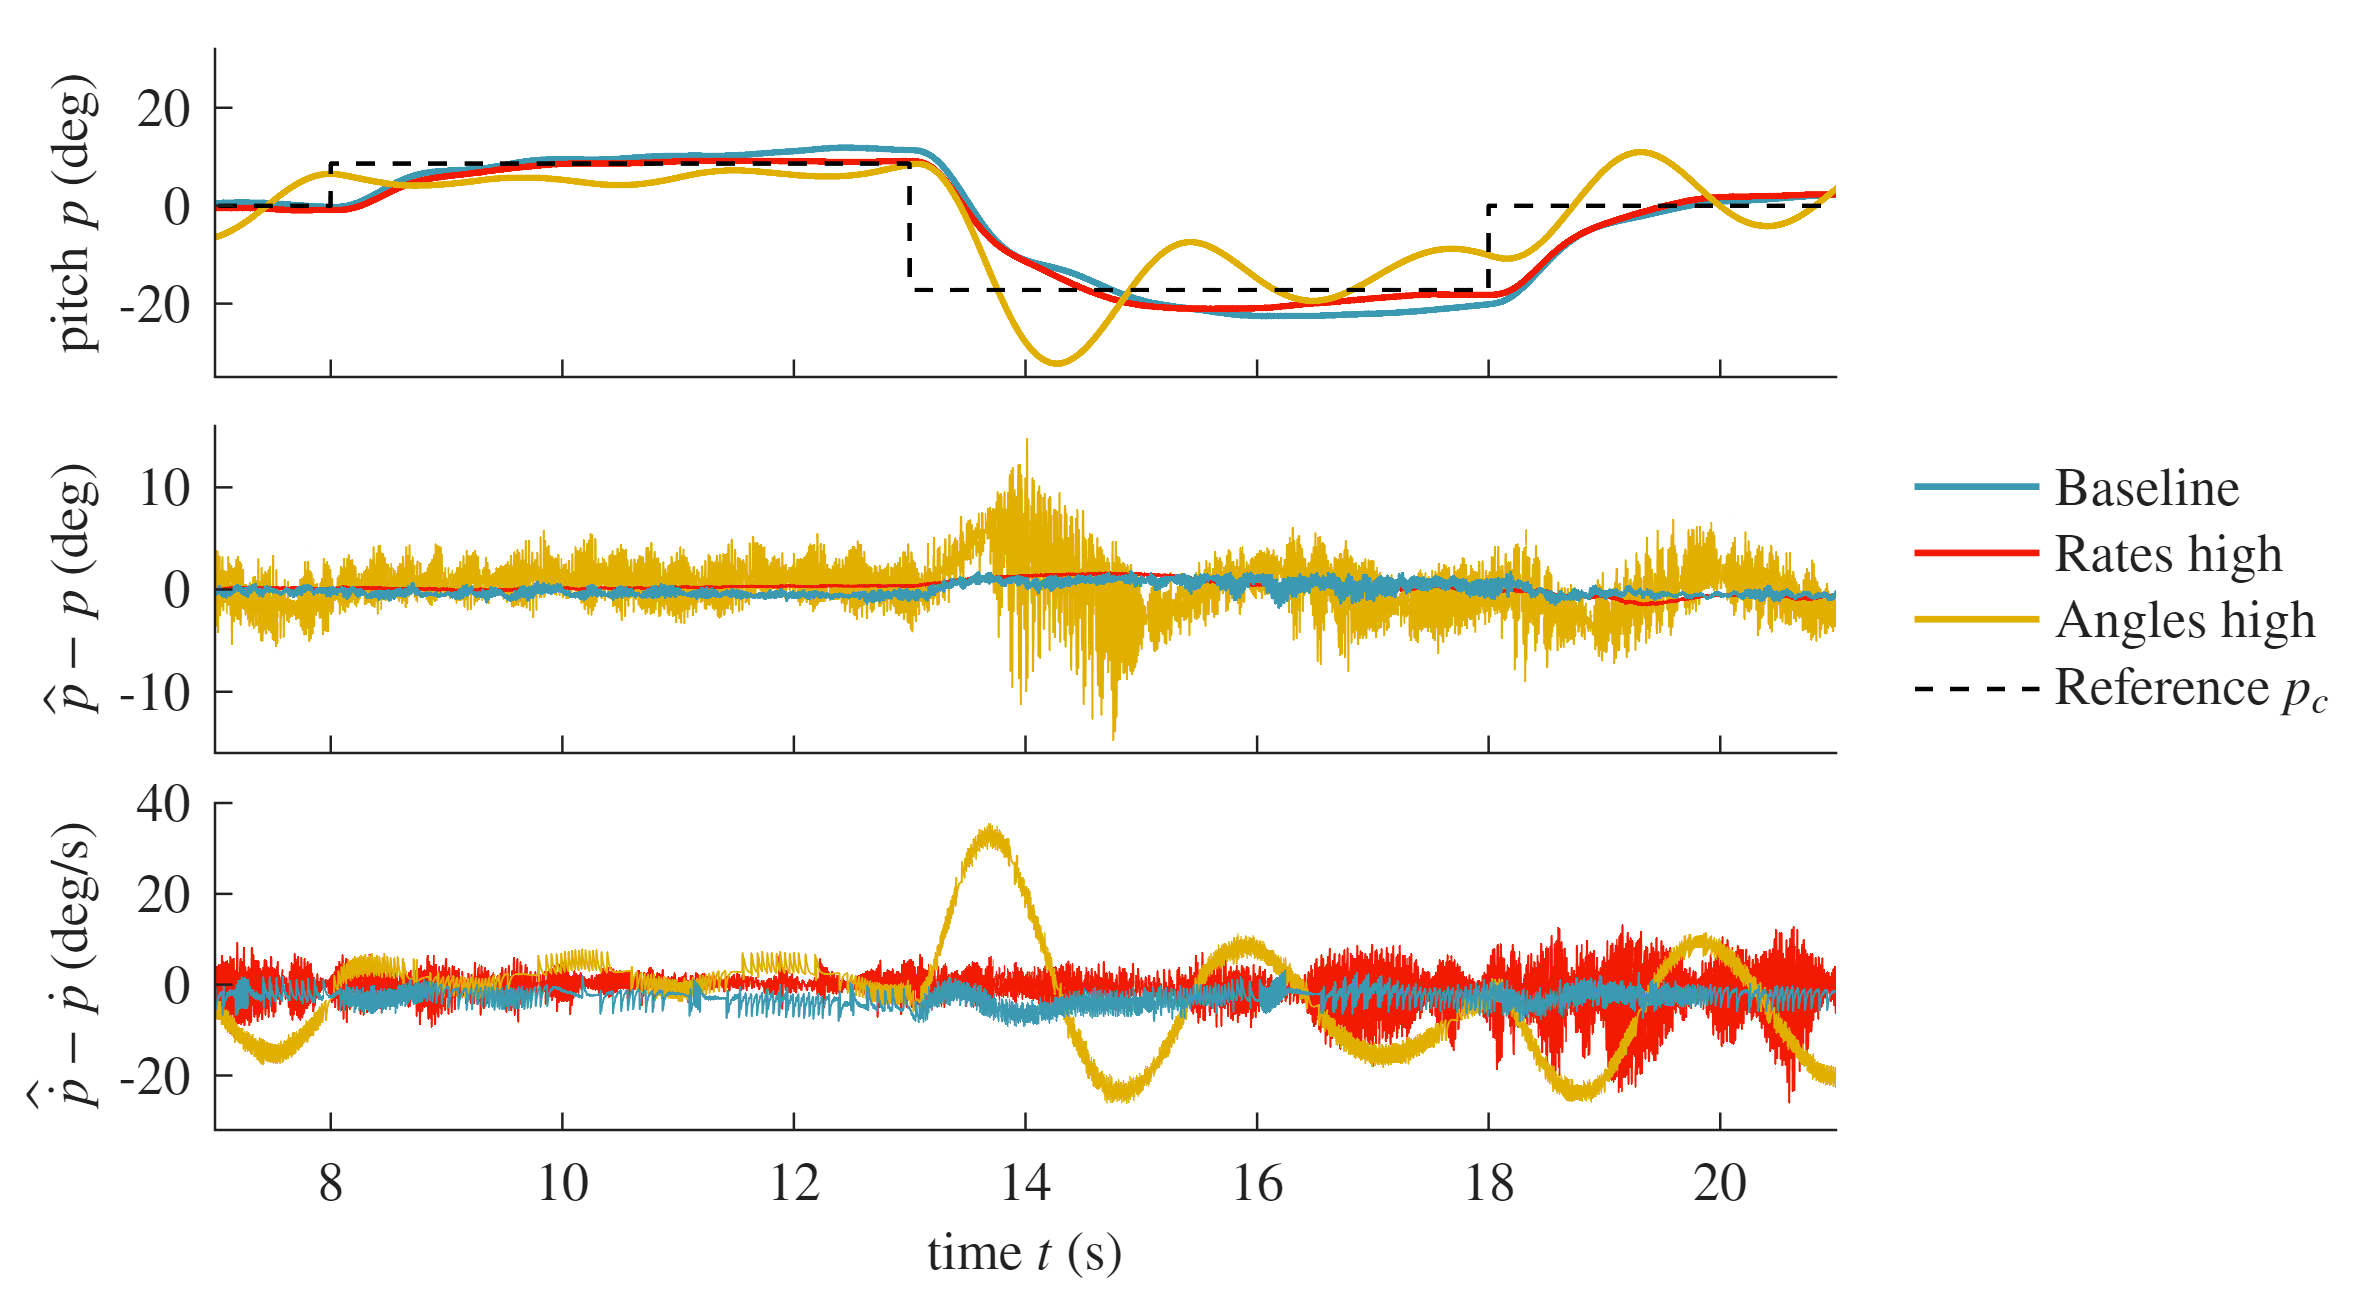 pitch p (deg)
20
0
-20
p̂ − p (deg)
10
0
-10
Baseline
Rates high
Angles high
Reference p_c
ṗ̂ − ṗ (deg/s)
40
20
0
-20
8 10 12 14 16 18 20
time t (s)